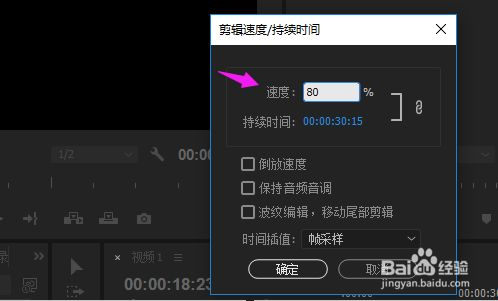 剪辑速度/持续时间
速度: 80 %
持续时间: 00:00:30:15
倒放速度
保持音频音调
波纹编辑，移动尾部剪辑
时间插值: 帧采样
确定
1/2
00:0
视频1
00:00:18:23
Bai 经验
jingyan.baidu.com